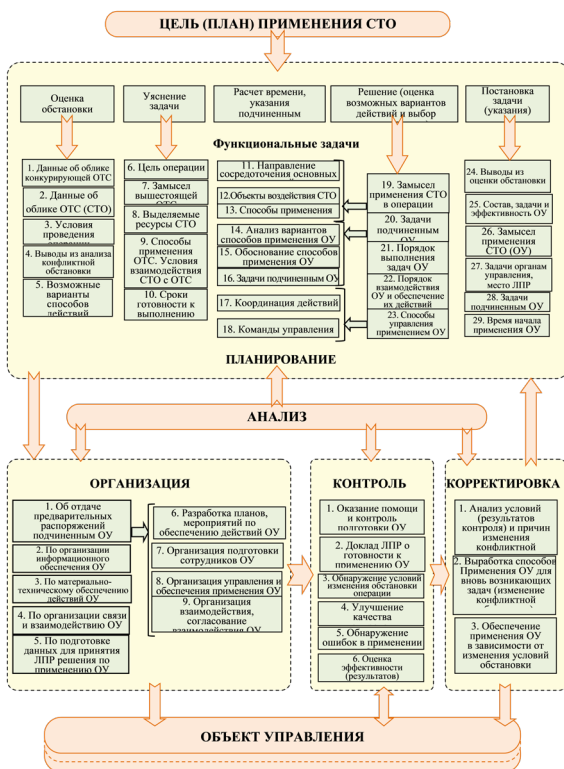 ЦЕЛЬ (ПЛАН) ПРИМЕНЕНИЯ СТО
Оценка
обстановки
Уяснение
задачи
Расчет времени,
указания
подчиненным
Решение (оценка
возможных вариантов
действий и выбор
Постановка
задачи
(указания)
Функциональные задачи
1. Данные об облике
конкурирующей ОТС
2. Данные об
облике ОТС (СТО)
3. Условия
проведения
4. Выводы из анализа
конфликтной
обстановки
5. Возможные
варианты
способов действий
6. Цель операции
7. Замысел
вышестоящей
8. Выделяемые
ресурсы СТО
9. Способы
применения
ОТС. Условия
взаимодействия
СТО с ОТС
10. Сроки
готовности к
выполнению
11. Направление
сосредоточения основных
12.Объекты воздействия СТО
13. Способы применения
14. Анализ вариантов
способов применения ОУ
15. Обоснование способов
применения ОУ
16. Задачи подчиненным ОУ
17. Координация действий
18. Команды управления
19. Замысел
применения СТО
в операции
20. Задачи
подчиненным ОУ
21. Порядок
выполнения
задач ОУ
22. Порядок
взаимодействия
ОУ и обеспечение
их действий
23. Способы
управления
применением ОУ
24. Выводы из
оценки обстановки
25. Состав, задачи и
эффективность ОУ
26. Замысел
применения
СТО (ОУ)
27. Задачи органам
управления,
место ЛПР
28. Задачи
подчиненным ОУ
29. Время начала
применения ОУ
ПЛАНИРОВАНИЕ
АНАЛИЗ
ОРГАНИЗАЦИЯ
1. Об отдаче
предварительных
распоряжений
подчиненным ОУ
2. По организации
информационного
обеспечения ОУ
3. По материально-
техническому обеспечению
действий ОУ
4. По организации связи
и взаимодействию ОУ
5. По подготовке
данных для принятия
ЛПР решения по
применению ОУ
6. Разработка планов,
мероприятий по
обеспечению действий ОУ
7. Организация подготовки
сотрудников ОУ
8. Организация управления и
обеспечения применения ОУ
9. Организация
взаимодействия,
согласование
взаимодействия ОУ
КОНТРОЛЬ
1. Оказание помощи
и контроль
подготовки ОУ
2. Доклад ЛПР о
готовности к
применению ОУ
3. Обнаружение условий
изменения обстановки
операции
4. Улучшение
качества
5. Обнаружение
ошибок в применении
6. Оценка
эффективности
(результатов)
КОРРЕКТИРОВКА
1. Анализ условий
(результатов
контроля) и причин
изменения
конфликтной
2. Выработка способов
Применения ОУ для
вновь возникающих
задач (изменение
конфликтной
3. Обеспечение
применения ОУ
в зависимости от
изменения условий
обстановки
ОБЪЕКТ УПРАВЛЕНИЯ